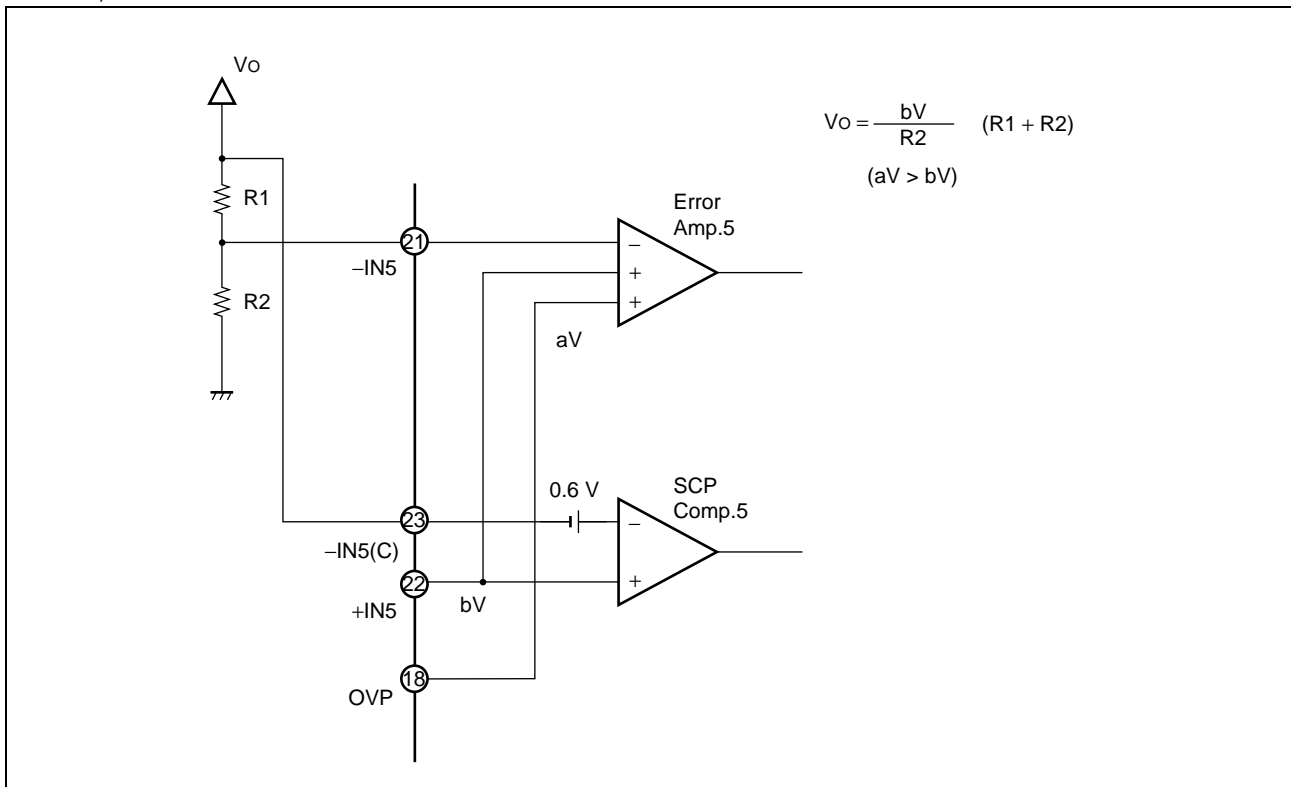 Vo
Vo = bV / R2 (R1 + R2)
(aV > bV)
R1
Error
Amp.5
21
−
−IN5
+
R2
+
aV
0.6 V
SCP
Comp.5
23
−
−IN5(C)
22
+
+IN5
bV
18
OVP